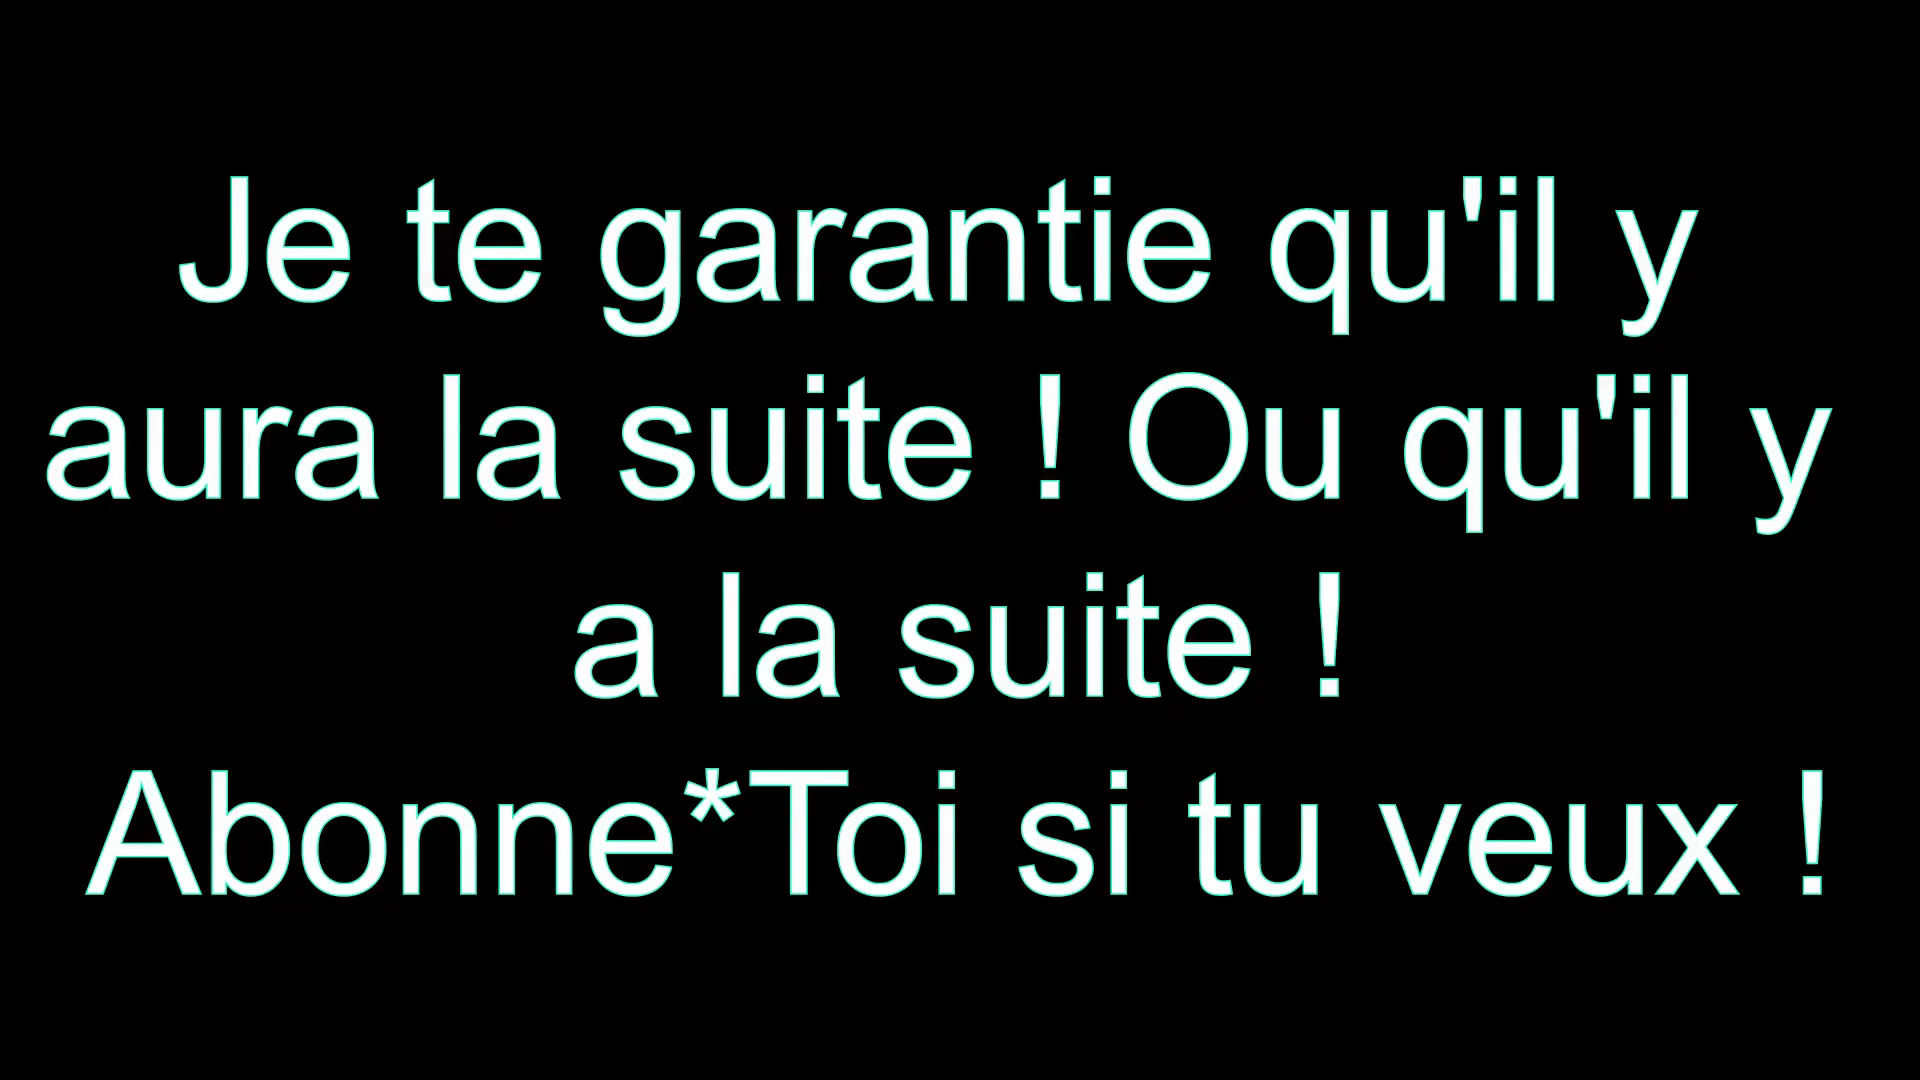 Je te garantie qu'il y
aura la suite ! Ou qu'il y
a la suite !
Abonne*Toi si tu veux !